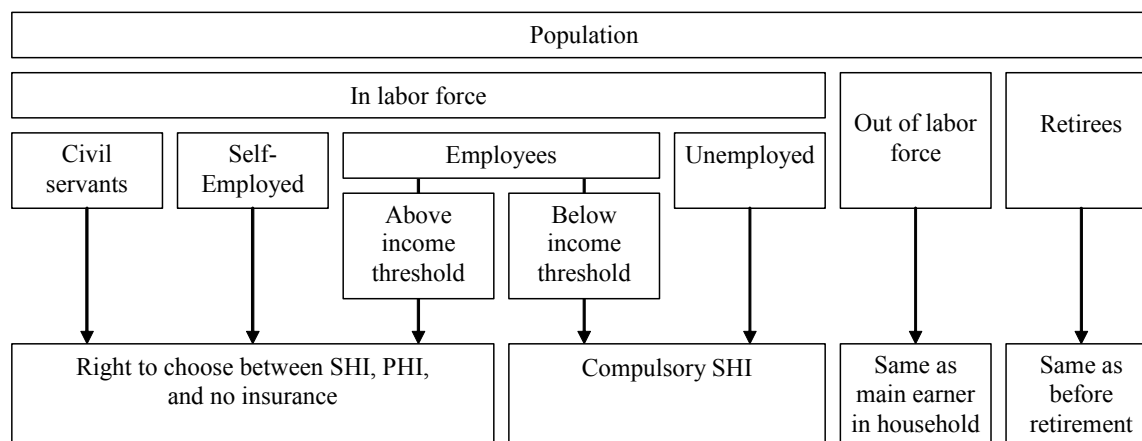 Population
In labor force
Out of labor
force
Retirees
Civil
servants
Self-
Employed
Employees
Unemployed
Above
income
threshold
Below
income
threshold
Right to choose between SHI, PHI,
and no insurance
Compulsory SHI
Same as
main earner
in household
Same as
before
retirement